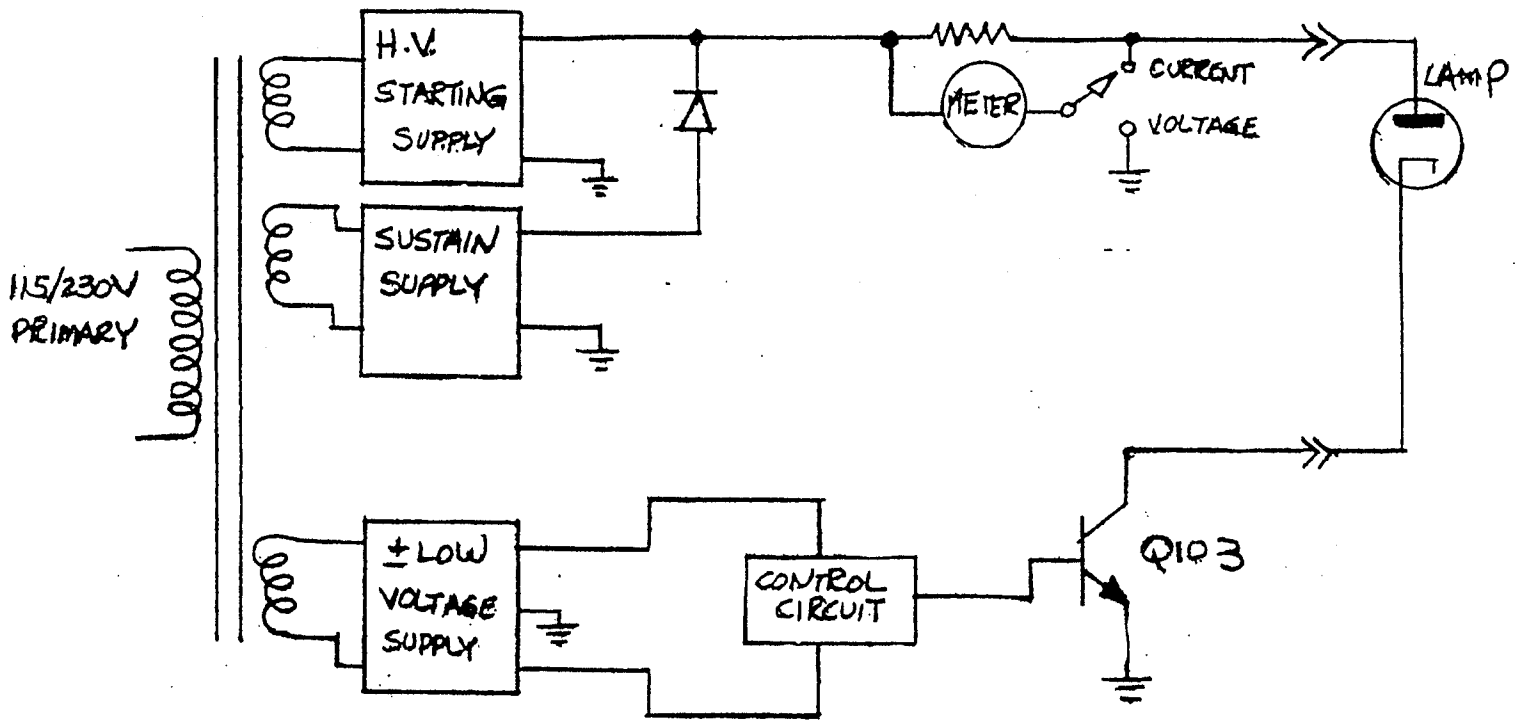 H.V.
STARTING
SUPPLY
SUSTAIN
SUPPLY
115/230V
PRIMARY
± LOW
VOLTAGE
SUPPLY
CONTROL
CIRCUIT
METER
CURRENT
VOLTAGE
LAMP
Q103